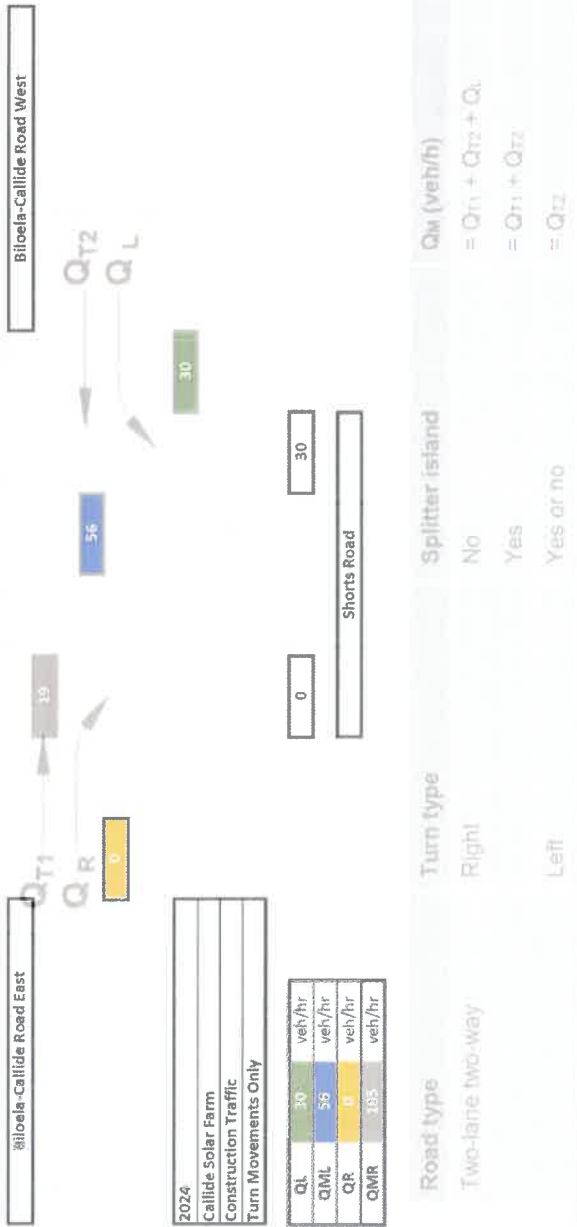 Biloela-Callide Road East
Biloela-Callide Road West
QT1
19
QT2
QR
56
QL
0
30
2024
Callide Solar Farm
Construction Traffic
Turn Movements Only
QL 30 veh/hr
QML 56 veh/hr
QR 0 veh/hr
QMR 105 veh/hr
0
30
Shorts Road
Road type Turn type Splitter island QM (veh/h)
Two-lane two-way Right No = QT1 + QT2 + QL
Yes = QT1 + QT2
Left Yes or no = QT2